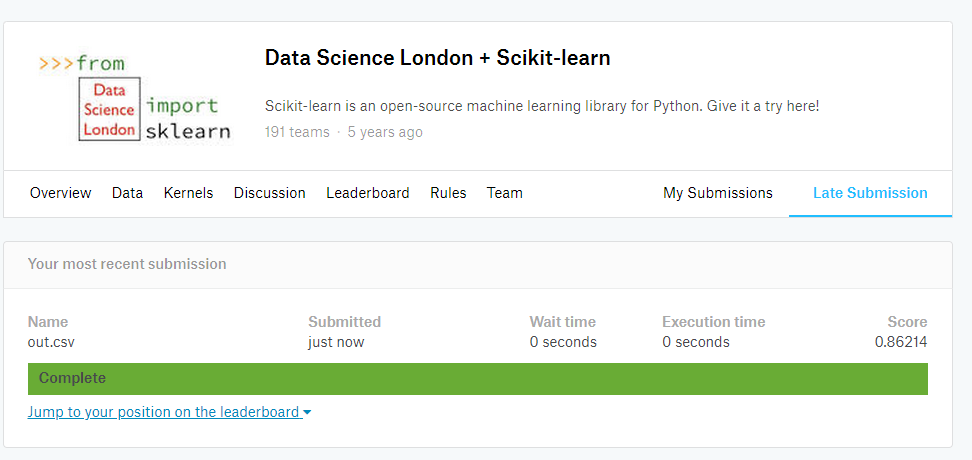 >>>from
Data
Science
London
import
sklearn
Data Science London + Scikit-learn
Scikit-learn is an open-source machine learning library for Python. Give it a try here!
191 teams · 5 years ago
Overview Data Kernels Discussion Leaderboard Rules Team My Submissions Late Submission
Your most recent submission
Name Submitted Wait time Execution time Score
out.csv just now 0 seconds 0 seconds 0.86214
Complete
Jump to your position on the leaderboard